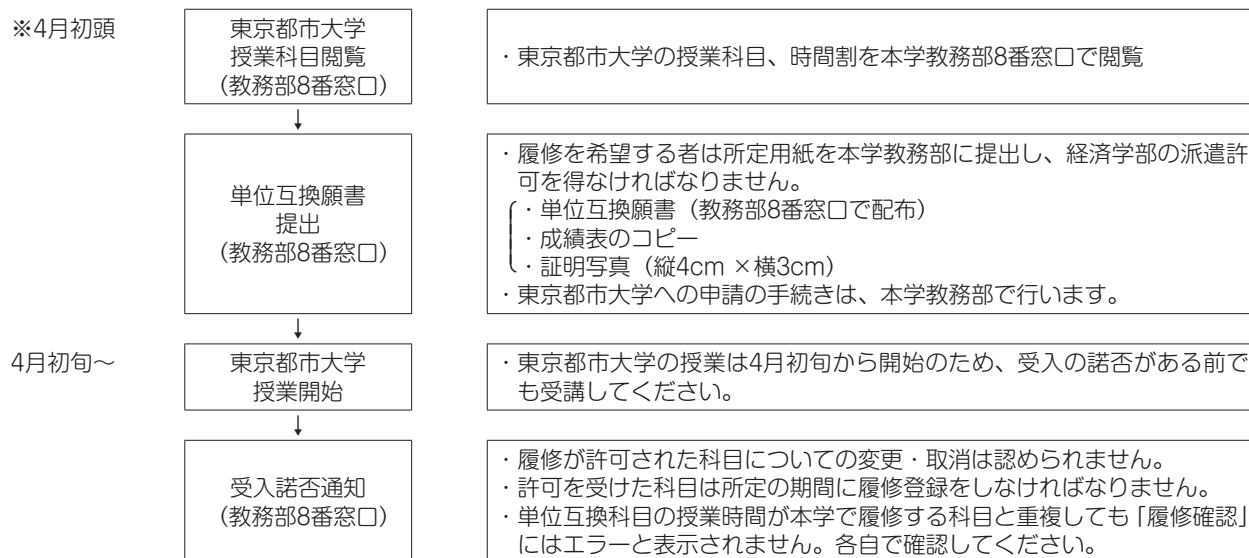 ※4月初頭
東京都市大学
授業科目閲覧
（教務部8番窓口）
・東京都市大学の授業科目、時間割を本学教務部8番窓口で閲覧
↓
単位互換願書
提出
（教務部8番窓口）
・履修を希望する者は所定用紙を本学教務部に提出し、経済学部の派遣許
可を得なければなりません。
・単位互換願書（教務部8番窓口で配布）
・成績表のコピー
・証明写真（縦4cm ×横3cm）
・東京都市大学への申請の手続きは、本学教務部で行います。
↓
4月初旬～
東京都市大学
授業開始
・東京都市大学の授業は4月初旬から開始のため、受入の諾否がある前で
も受講してください。
↓
受入諾否通知
（教務部8番窓口）
・履修が許可された科目についての変更・取消は認められません。
・許可を受けた科目は所定の期間に履修登録をしなければなりません。
・単位互換科目の授業時間が本学で履修する科目と重複しても「履修確認」
にはエラーと表示されません。各自で確認してください。